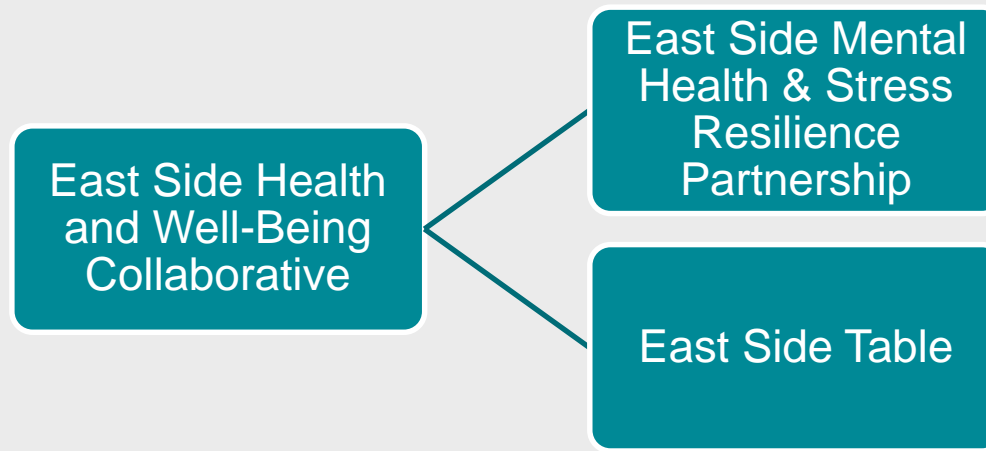 East Side Health
and Well-Being
Collaborative
East Side Mental
Health & Stress
Resilience
Partnership
East Side Table